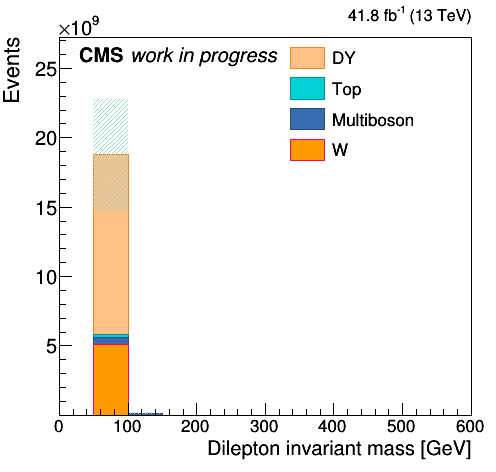 41.8 fb⁻¹ (13 TeV)
×10⁹
Events
CMS work in progress
DY
Top
Multiboson
W
25
20
15
10
5
0 100 200 300 400 500 600
Dilepton invariant mass [GeV]